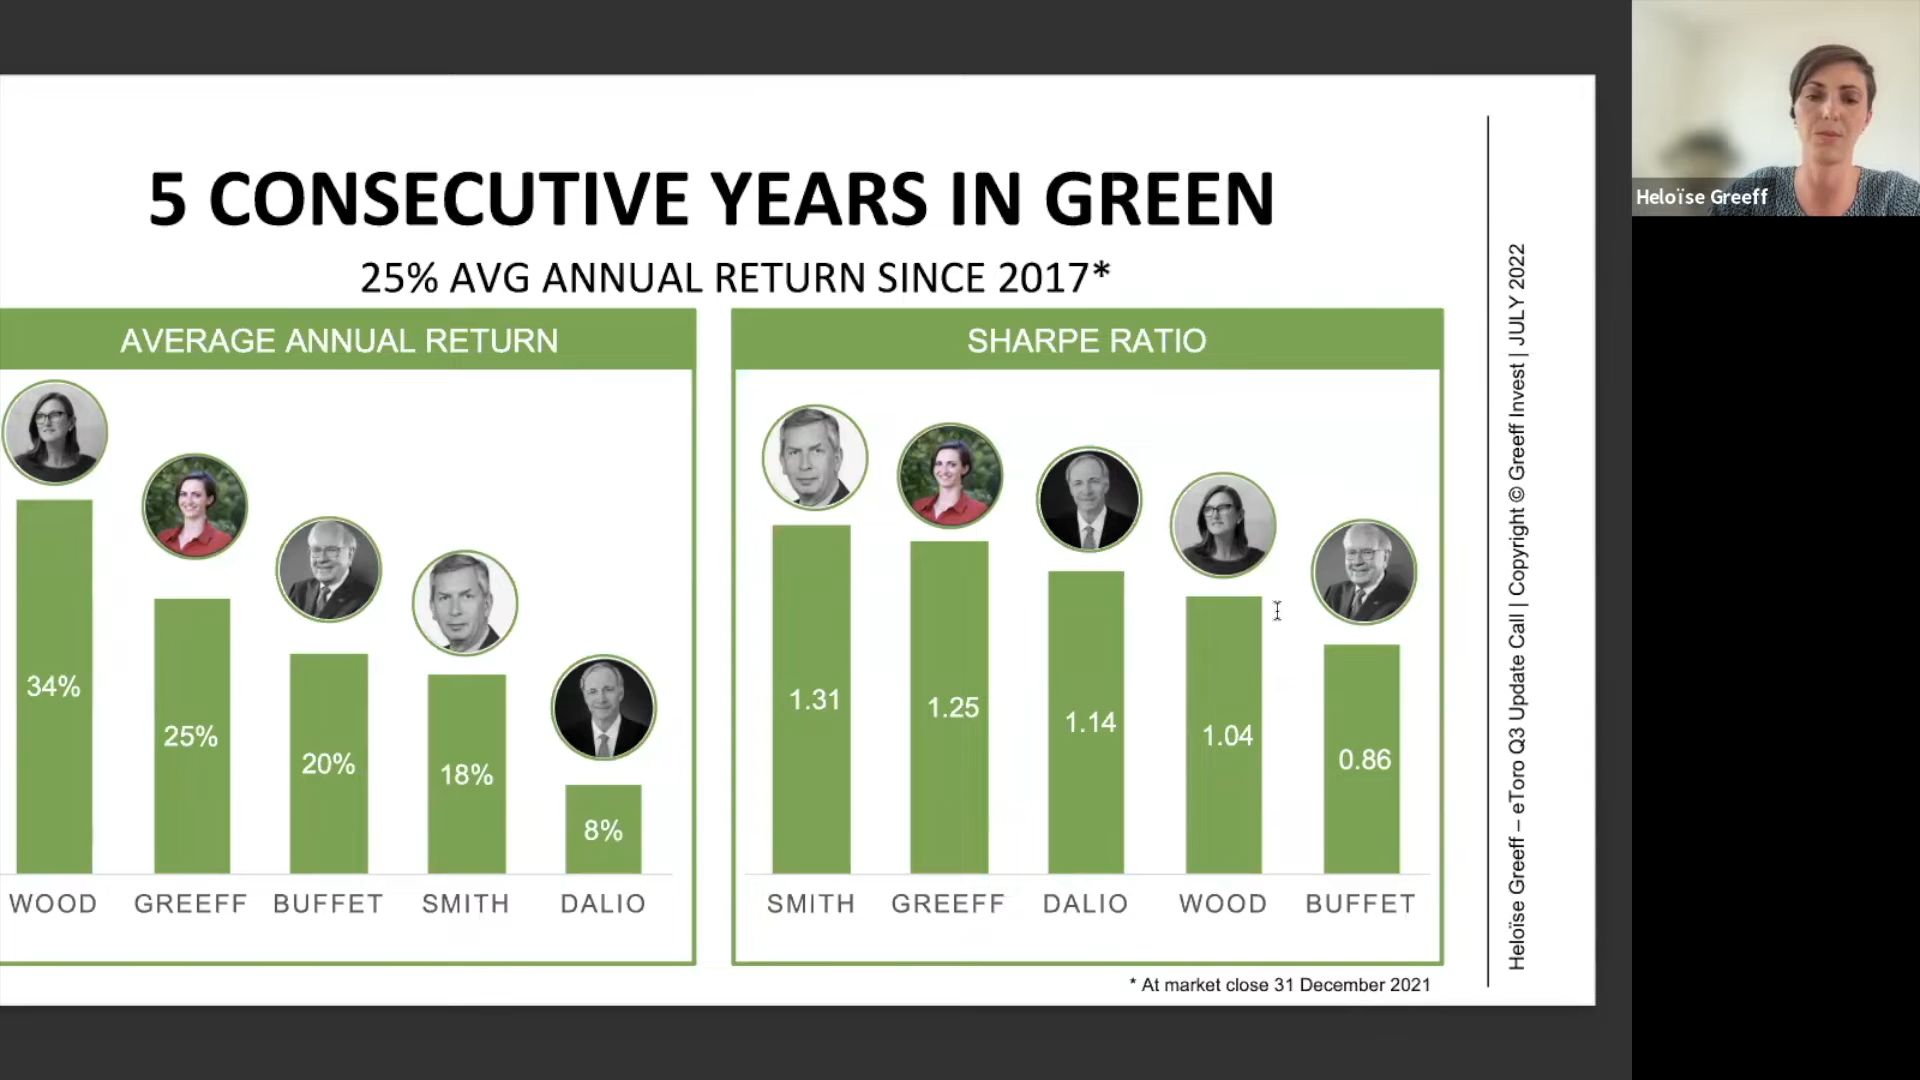 5 CONSECUTIVE YEARS IN GREEN
25% AVG ANNUAL RETURN SINCE 2017*
AVERAGE ANNUAL RETURN
34%
25%
20%
18%
8%
WOOD
GREEFF
BUFFET
SMITH
DALIO
SHARPE RATIO
1.31
1.25
1.14
1.04
0.86
SMITH
GREEFF
DALIO
WOOD
BUFFET
* At market close 31 December 2021
Heloïse Greeff – eToro Q3 Update Call | Copyright © Greeff Invest | JULY 2022
Heloïse Greeff